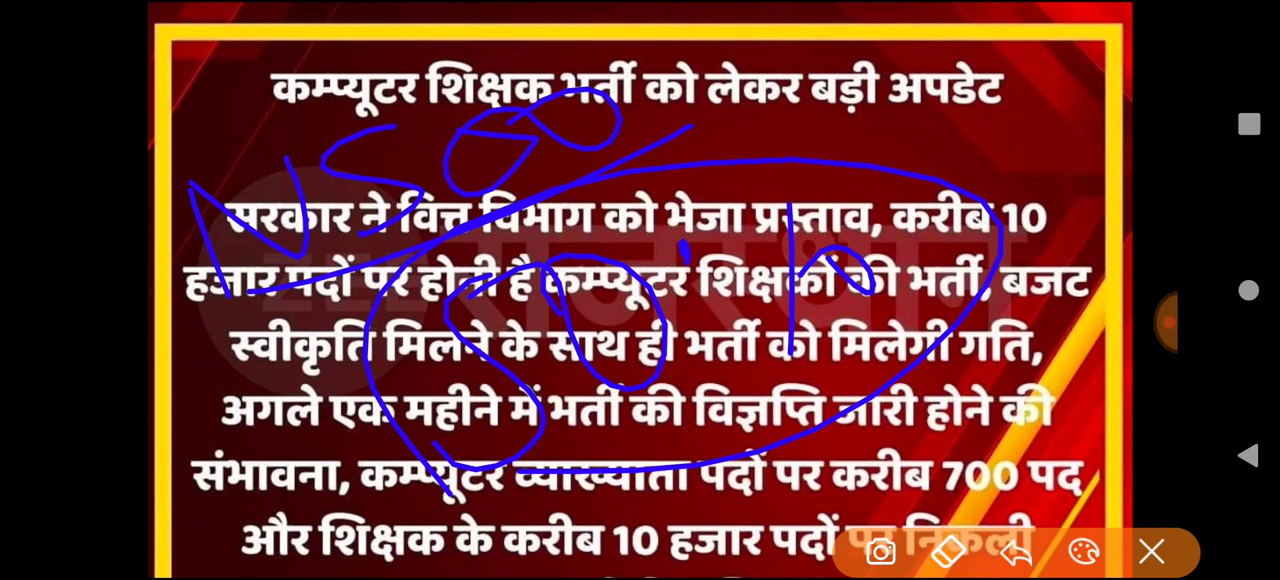 कम्प्यूटर शिक्षक भर्ती को लेकर बड़ी अपडेट
सरकार ने वित्त विभाग को भेजा प्रस्ताव, करीब 10
हजार पदों पर होती है कम्प्यूटर शिक्षकों की भर्ती, बजट
स्वीकृति मिलने के साथ ही भर्ती को मिलेगी गति,
अगले एक महीने में भर्ती की विज्ञप्ति जारी होने की
संभावना, कम्प्यूटर व्याख्याता पदों पर करीब 700 पद
और शिक्षक के करीब 10 हजार पदों पर निकली